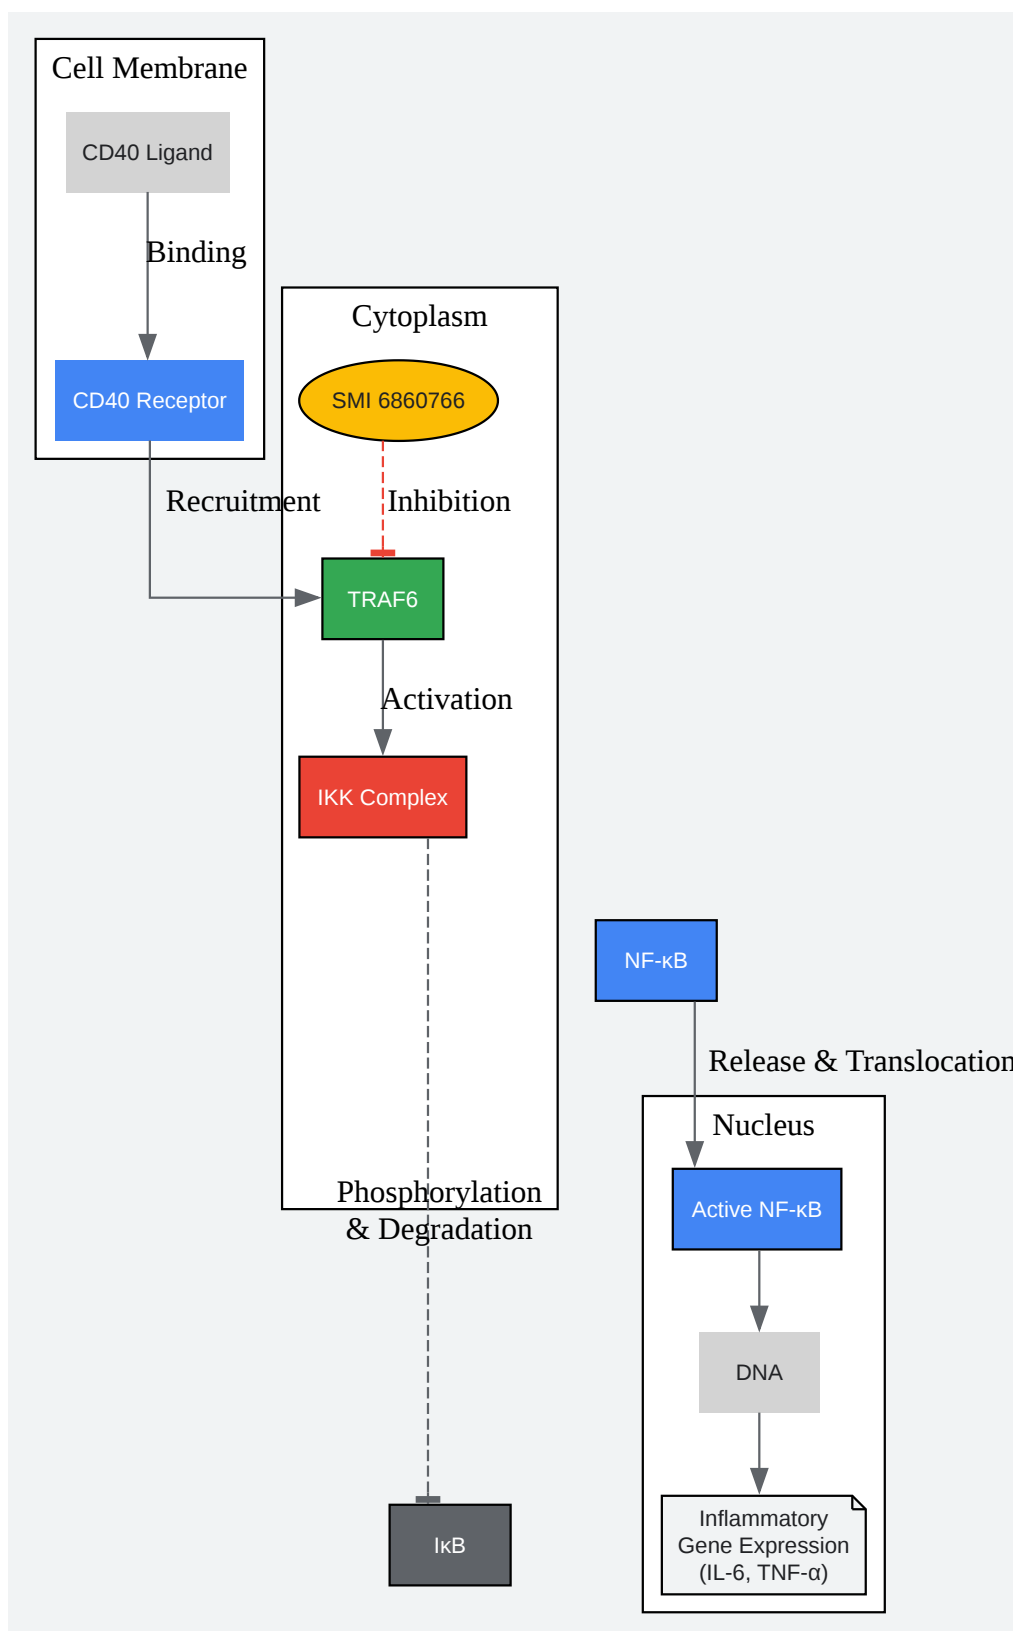 Cell Membrane
CD40 Ligand
Binding
CD40 Receptor
Cytoplasm
SMI 6860766
Recruitment
Inhibition
TRAF6
Activation
IKK Complex
NF-κB
Release & Translocation
Nucleus
Phosphorylation
& Degradation
Active NF-κB
DNA
Inflammatory
Gene Expression
(IL-6, TNF-α)
IκB